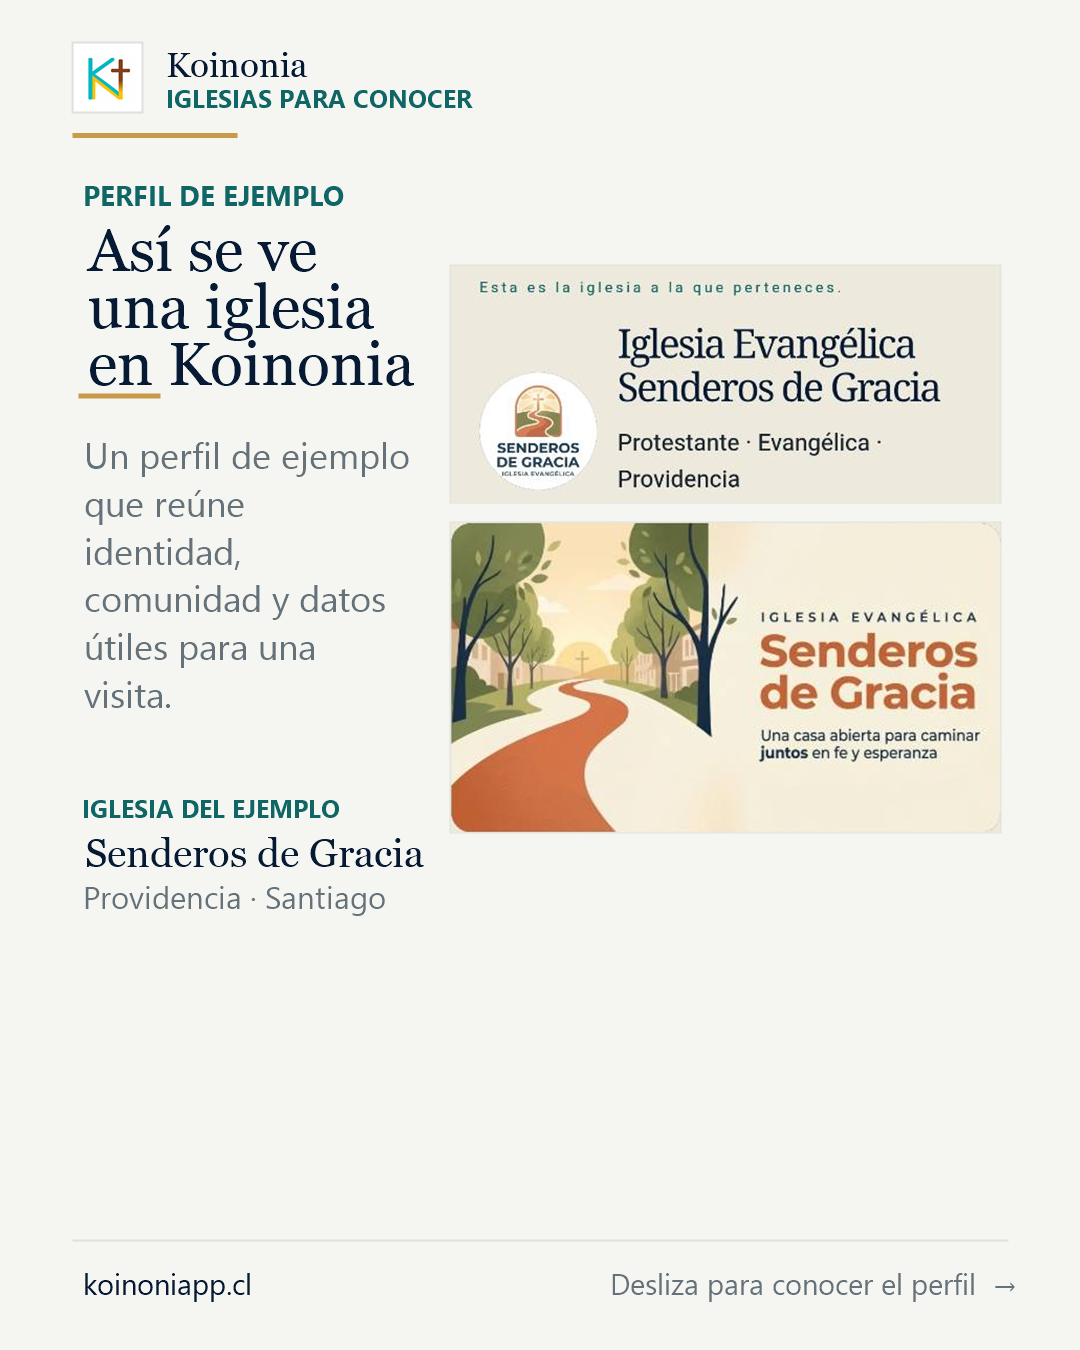 Koinonia
IGLESIAS PARA CONOCER
PERFIL DE EJEMPLO
Así se ve
una iglesia
en Koinonia
Un perfil de ejemplo
que reúne
identidad,
comunidad y datos
útiles para una
visita.
IGLESIA DEL EJEMPLO
Senderos de Gracia
Providencia · Santiago
Esta es la iglesia a la que perteneces.
Iglesia Evangélica
Senderos de Gracia
Protestante · Evangélica ·
Providencia
SENDEROS
DE GRACIA
IGLESIA EVANGÉLICA
IGLESIA EVANGÉLICA
Senderos
de Gracia
Una casa abierta para caminar
juntos en fe y esperanza
koinoniapp.cl
Desliza para conocer el perfil →